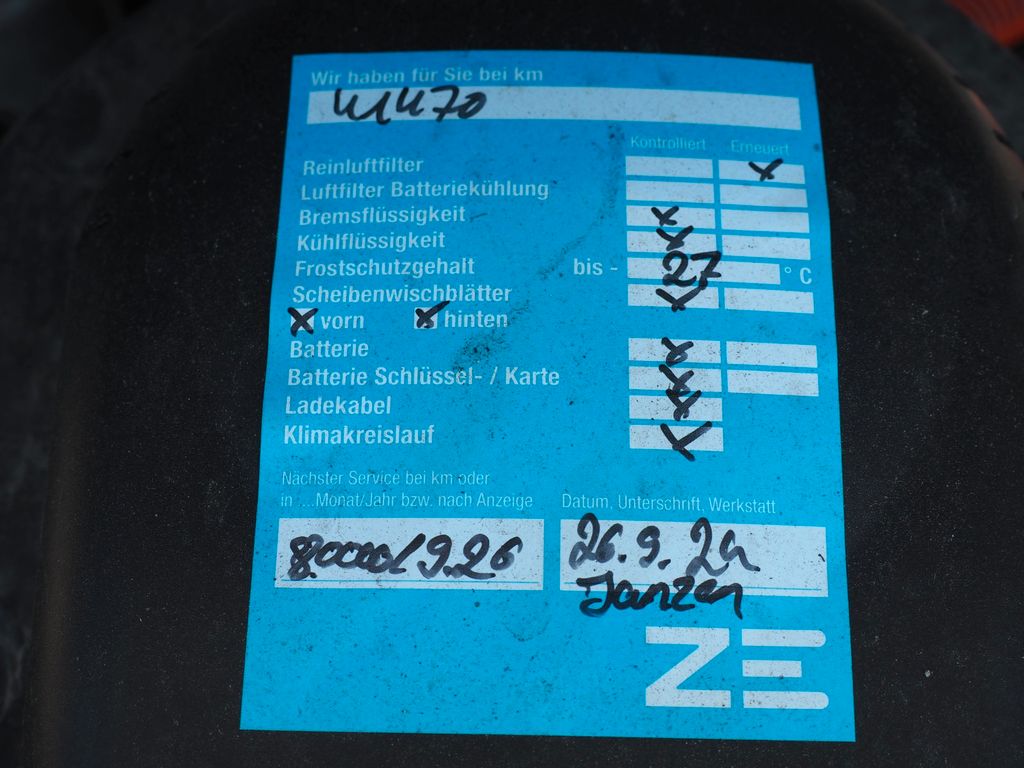 Wir haben für Sie bei km
41470
Kontrolliert Erneuert
Reinluftfilter x
Luftfilter Batteriekühlung
Bremsflüssigkeit x
Kühlflüssigkeit x
Frostschutzgehalt bis - 27 ° C
Scheibenwischblätter x
x vorn x hinten
Batterie x
Batterie Schlüssel- / Karte x
Ladekabel x
Klimakreislauf x
Nächster Service bei km oder
in ... Monat/Jahr bzw. nach Anzeige
Datum, Unterschrift, Werkstatt
80000/9.26
26.9.24
Janzen
ZE